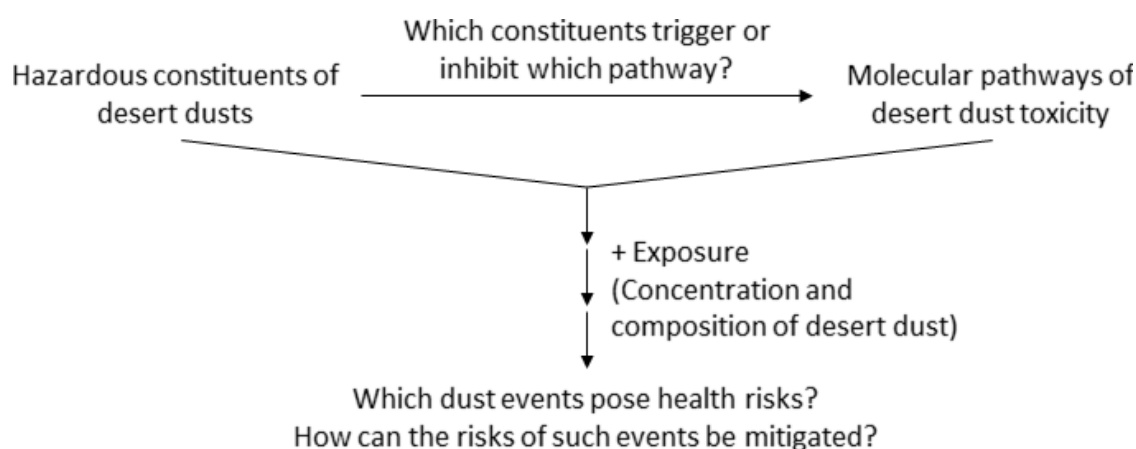 Which constituents trigger or
inhibit which pathway?
Hazardous constituents of
desert dusts
Molecular pathways of
desert dust toxicity
+ Exposure
(Concentration and
composition of desert dust)
Which dust events pose health risks?
How can the risks of such events be mitigated?